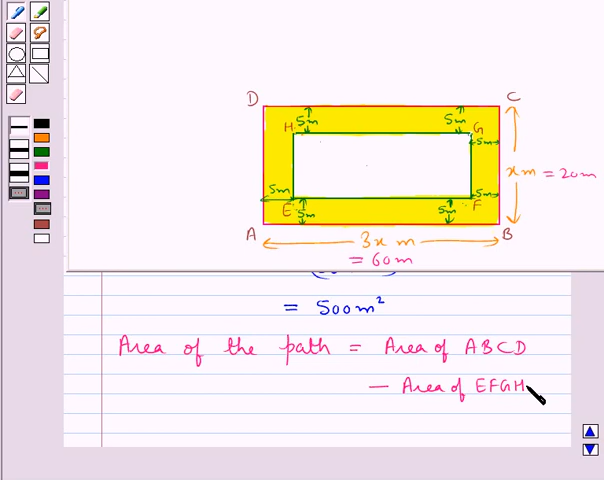 D C
5m 5m
H G
5m
x m = 20m
5m 5m
E F
5m 5m
A B
3x m
= 60m
= 500m²
Area of the path = Area of ABCD
— Area of EFGH